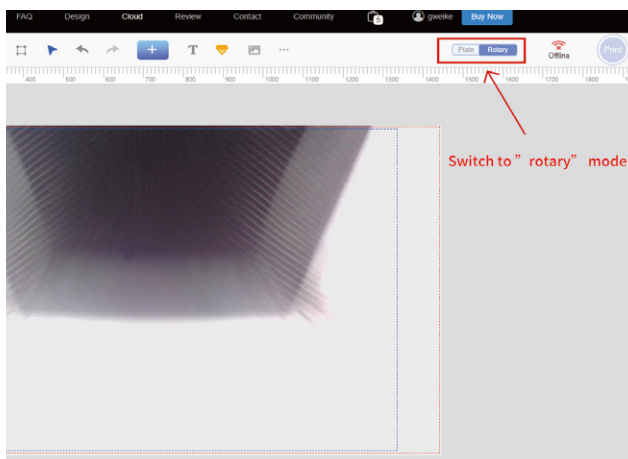 FAQ Design Cloud Review Contact Community 5 gweike Buy Now
T ... Plate Rotary Offline Print
400 500 600 700 800 900 1000 1100 1200 1300 1400 1500 1600 1700 1800
Switch to ” rotary” mode